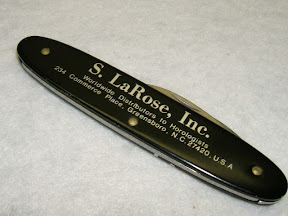 S. LaRose, Inc.
Worldwide Distributors to Horologists
234 Commerce Place, Greensboro, N.C. 27420, U.S.A